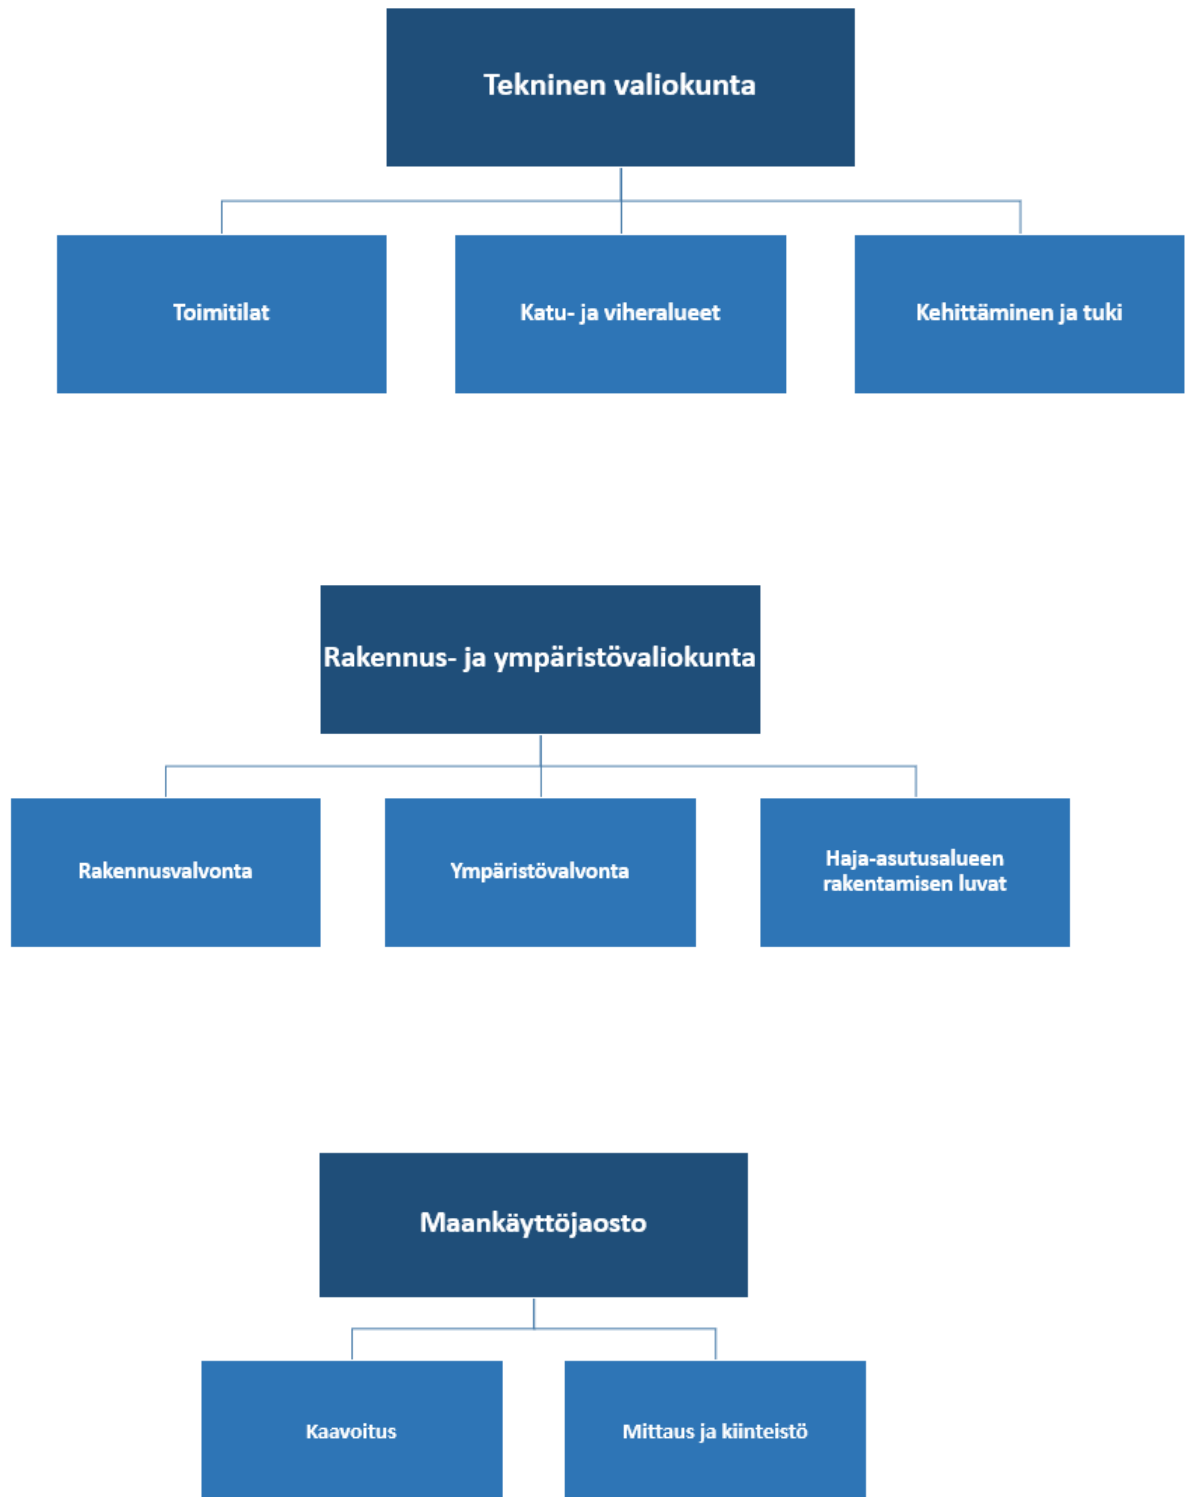 Tekninen valiokunta
Toimitilat
Katu- ja viheralueet
Kehittäminen ja tuki
Rakennus- ja ympäristövaliokunta
Rakennusvalvonta
Ympäristövalvonta
Haja-asutusalueen
rakentamisen luvat
Maankäyttöjaosto
Kaavoitus
Mittaus ja kiinteistö